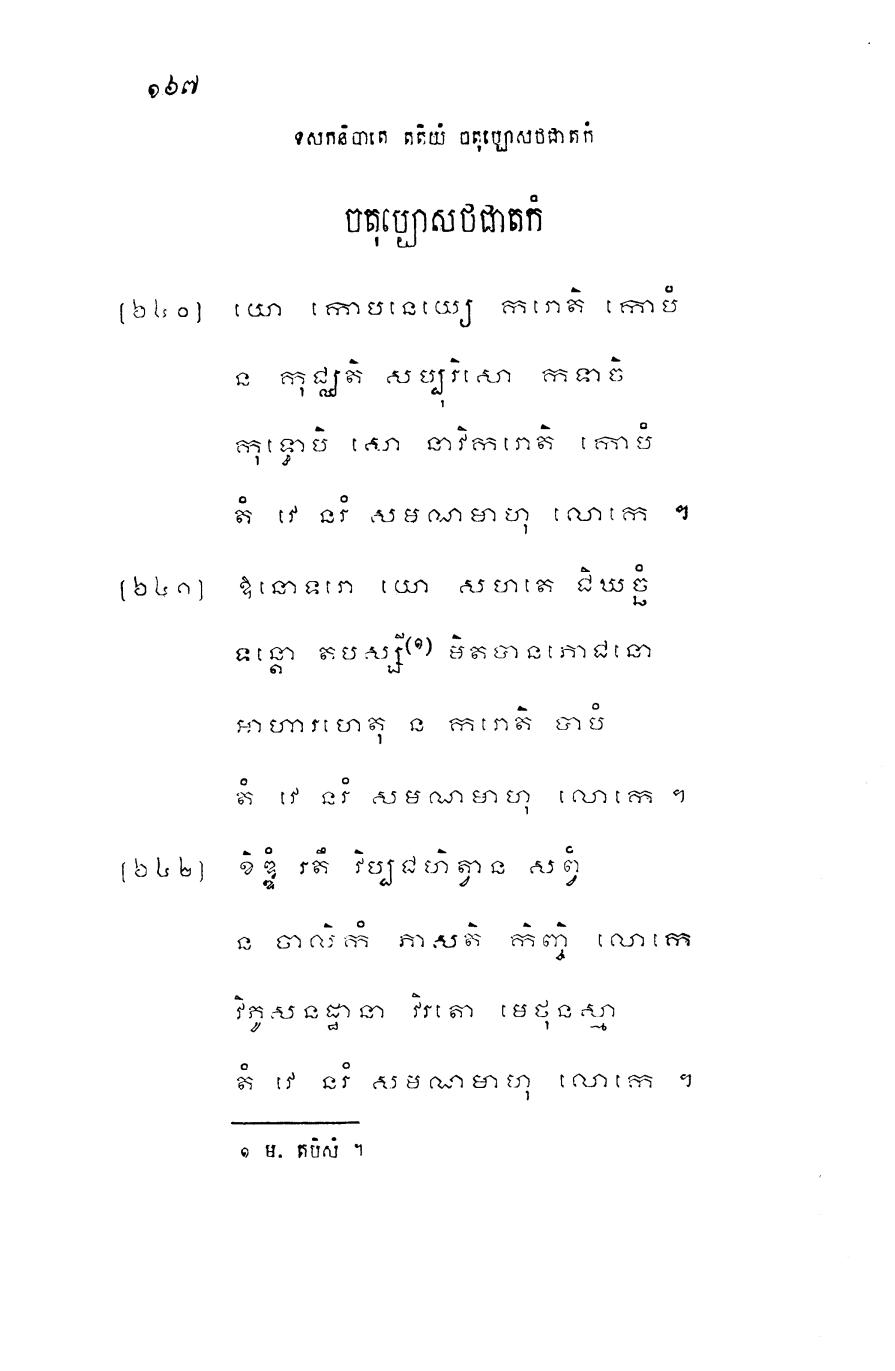 ១៦៧
ទសកនិបាតេ តតិយំ ចតុប្បោសថជាតកំ
ចតុប្បោសថជាតកំ
[៦៤០] យោ កោបនេយ្យេ ករោតិ កោបំ
ន កុជ្ឈតិ សប្បុរិសោ កទាចិ
កុទ្ធោបិ សោ នាវិករោតិ កោបំ
តំ វេ នរំ សមណមាហុ លោកេ ។
[៦៤១] ឱនោទរោ យោ សហតេ ជិឃច្ឆំ
ទន្តោ តបស្សី(១) មិតបានភោជនោ
អាហារហេតុ ន ករោតិ បាបំ
តំ វេ នរំ សមណមាហុ លោកេ ។
[៦៤២] ខិឌ្ឌំ រតឹ វិប្បជហិត្វាន សព្វំ
ន ចាលិកំ ភាសតិ កិញ្ចិ លោកេ
វិភូសនដ្ឋានា វិរតោ មេថុនស្មា
តំ វេ នរំ សមណមាហុ លោកេ ។
១ ម. តបិសំ ។